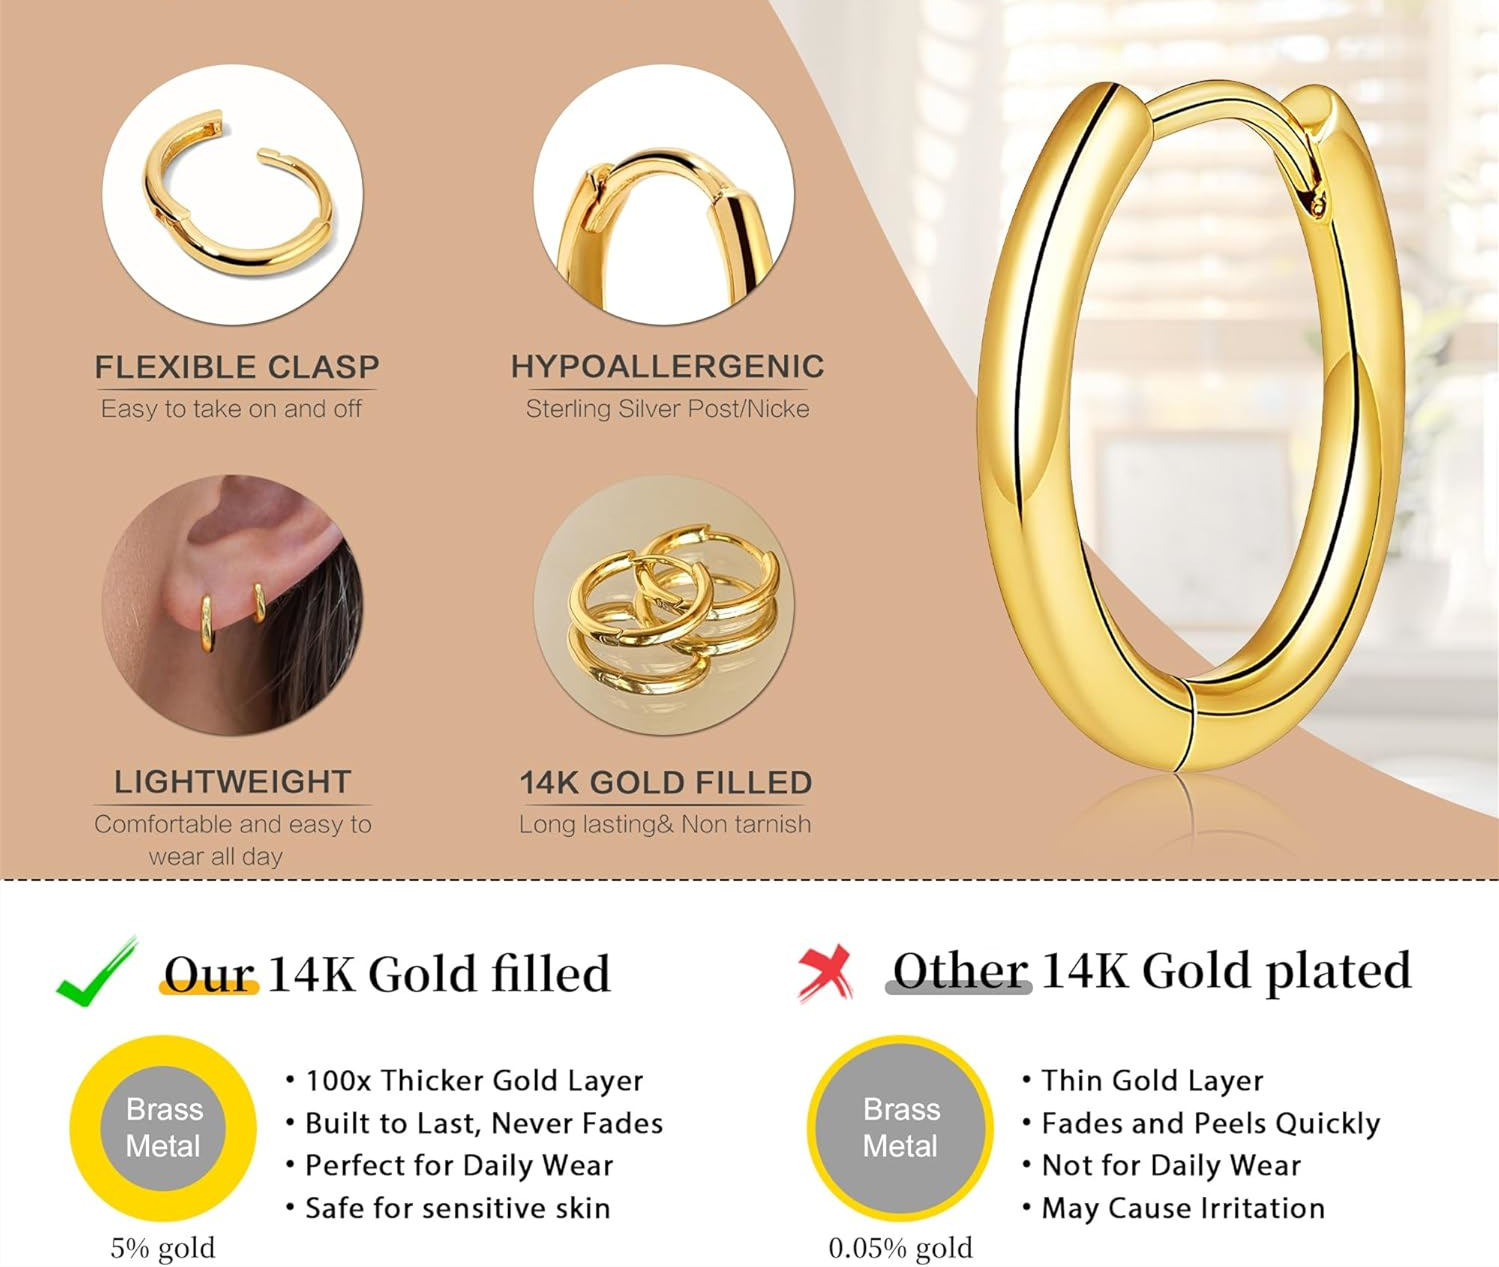 FLEXIBLE CLASP
Easy to take on and off
HYPOALLERGENIC
Sterling Silver Post/Nicke
LIGHTWEIGHT
Comfortable and easy to
wear all day
14K GOLD FILLED
Long lasting& Non tarnish
Our 14K Gold filled
Brass
Metal
5% gold
• 100x Thicker Gold Layer
• Built to Last, Never Fades
• Perfect for Daily Wear
• Safe for sensitive skin
Other 14K Gold plated
Brass
Metal
0.05% gold
• Thin Gold Layer
• Fades and Peels Quickly
• Not for Daily Wear
• May Cause Irritation